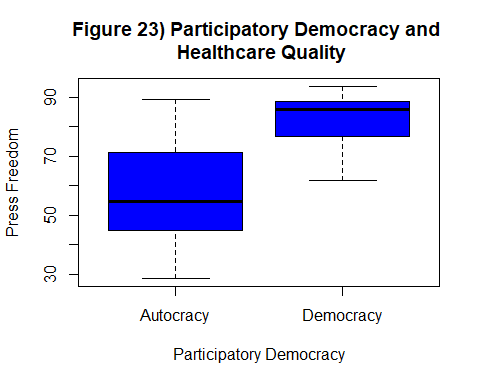 Figure 23) Participatory Democracy and
Healthcare Quality
Press Freedom
90
70
50
30
Autocracy Democracy
Participatory Democracy